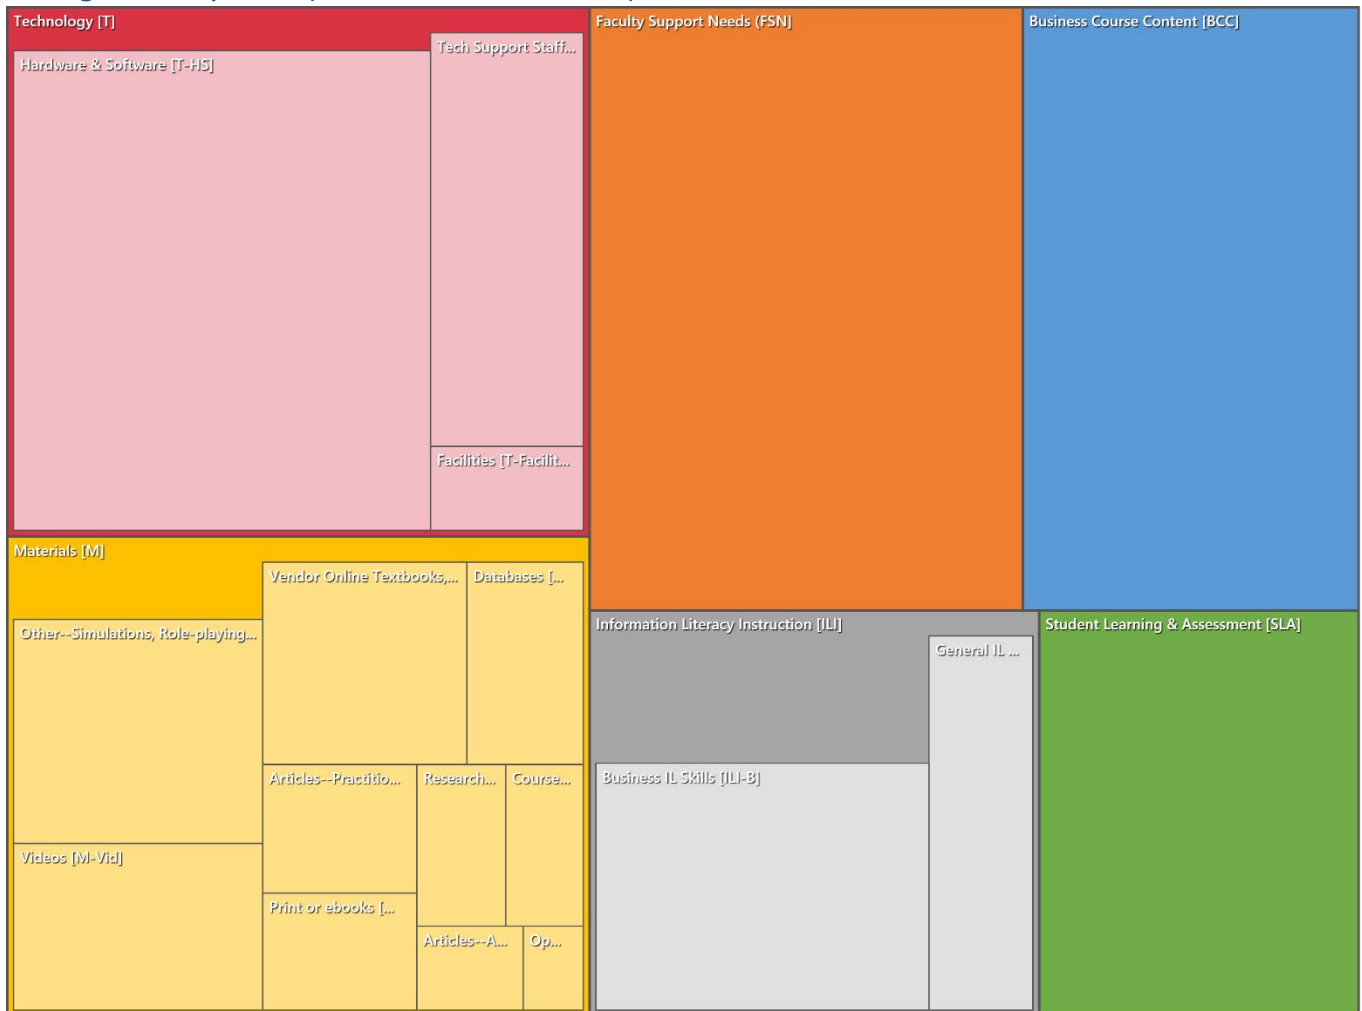 Technology [T]
Hardware & Software [T-HS]
Tech Support Staff...
Facilities [T-Facilit...
Faculty Support Needs (FSN]
Business Course Content [BCC]
Materials [M]
Other--Simulations, Role-playing...
Videos [M-Vid]
Vendor Online Textbooks,...
Databases [...
Articles--Practitio...
Research...
Course...
Print or ebooks [...
Articles--A...
Op...
Information Literacy Instruction [ILI]
Business IL Skills [ILI-B]
General IL ...
Student Learning & Assessment [SLA]